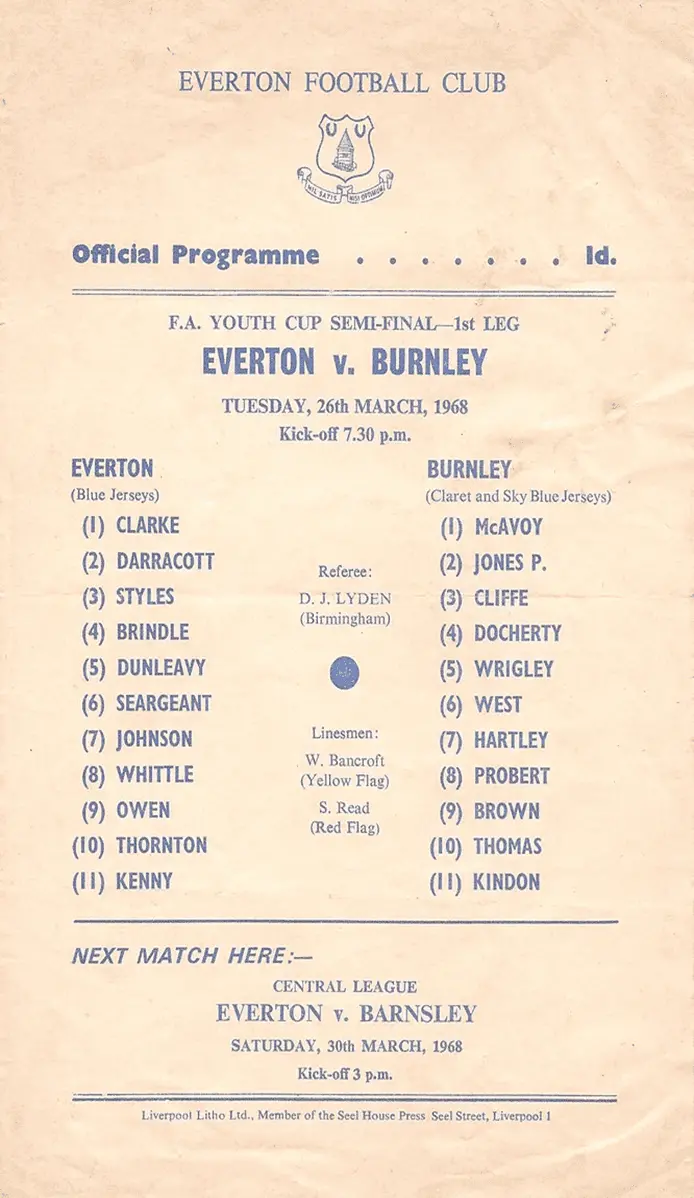 EVERTON FOOTBALL CLUB
NIL SATIS NISI OPTIMUM
Official Programme . . . . . . . 1d.
F.A. YOUTH CUP SEMI-FINAL—1st LEG
EVERTON v. BURNLEY
TUESDAY, 26th MARCH, 1968
Kick-off 7.30 p.m.
EVERTON
(Blue Jerseys)
(1) CLARKE
(2) DARRACOTT
(3) STYLES
(4) BRINDLE
(5) DUNLEAVY
(6) SEARGEANT
(7) JOHNSON
(8) WHITTLE
(9) OWEN
(10) THORNTON
(11) KENNY
Referee:
D. J. LYDEN
(Birmingham)
Linesmen:
W. Bancroft
(Yellow Flag)
S. Read
(Red Flag)
BURNLEY
(Claret and Sky Blue Jerseys)
(1) McAVOY
(2) JONES P.
(3) CLIFFE
(4) DOCHERTY
(5) WRIGLEY
(6) WEST
(7) HARTLEY
(8) PROBERT
(9) BROWN
(10) THOMAS
(11) KINDON
NEXT MATCH HERE:—
CENTRAL LEAGUE
EVERTON v. BARNSLEY
SATURDAY, 30th MARCH, 1968
Kick-off 3 p.m.
Liverpool Litho Ltd., Member of the Seel House Press Seel Street, Liverpool 1